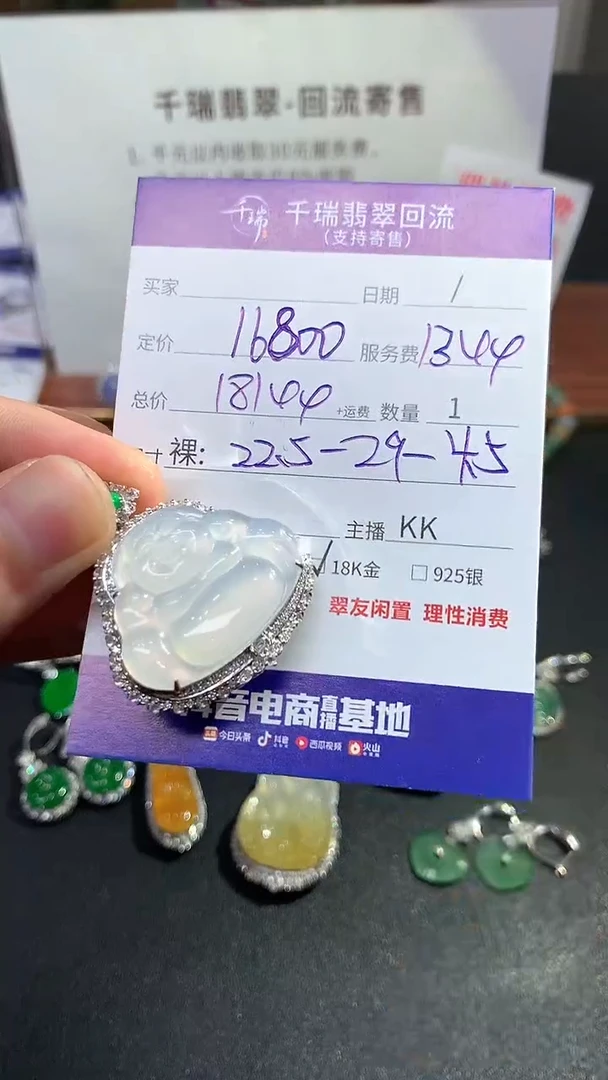 千瑞翡翠-回流寄售
千瑞 千瑞翡翠回流
(支持寄售)
买家 日期 /
定价 16800 服务费 1344
总价 18144 +运费 数量 1
裸: 22.5-29-4.5
主播 KK
18K金 925银
翠友闲置 理性消费
音电商直播基地
今日头条 抖音 西瓜视频 火山